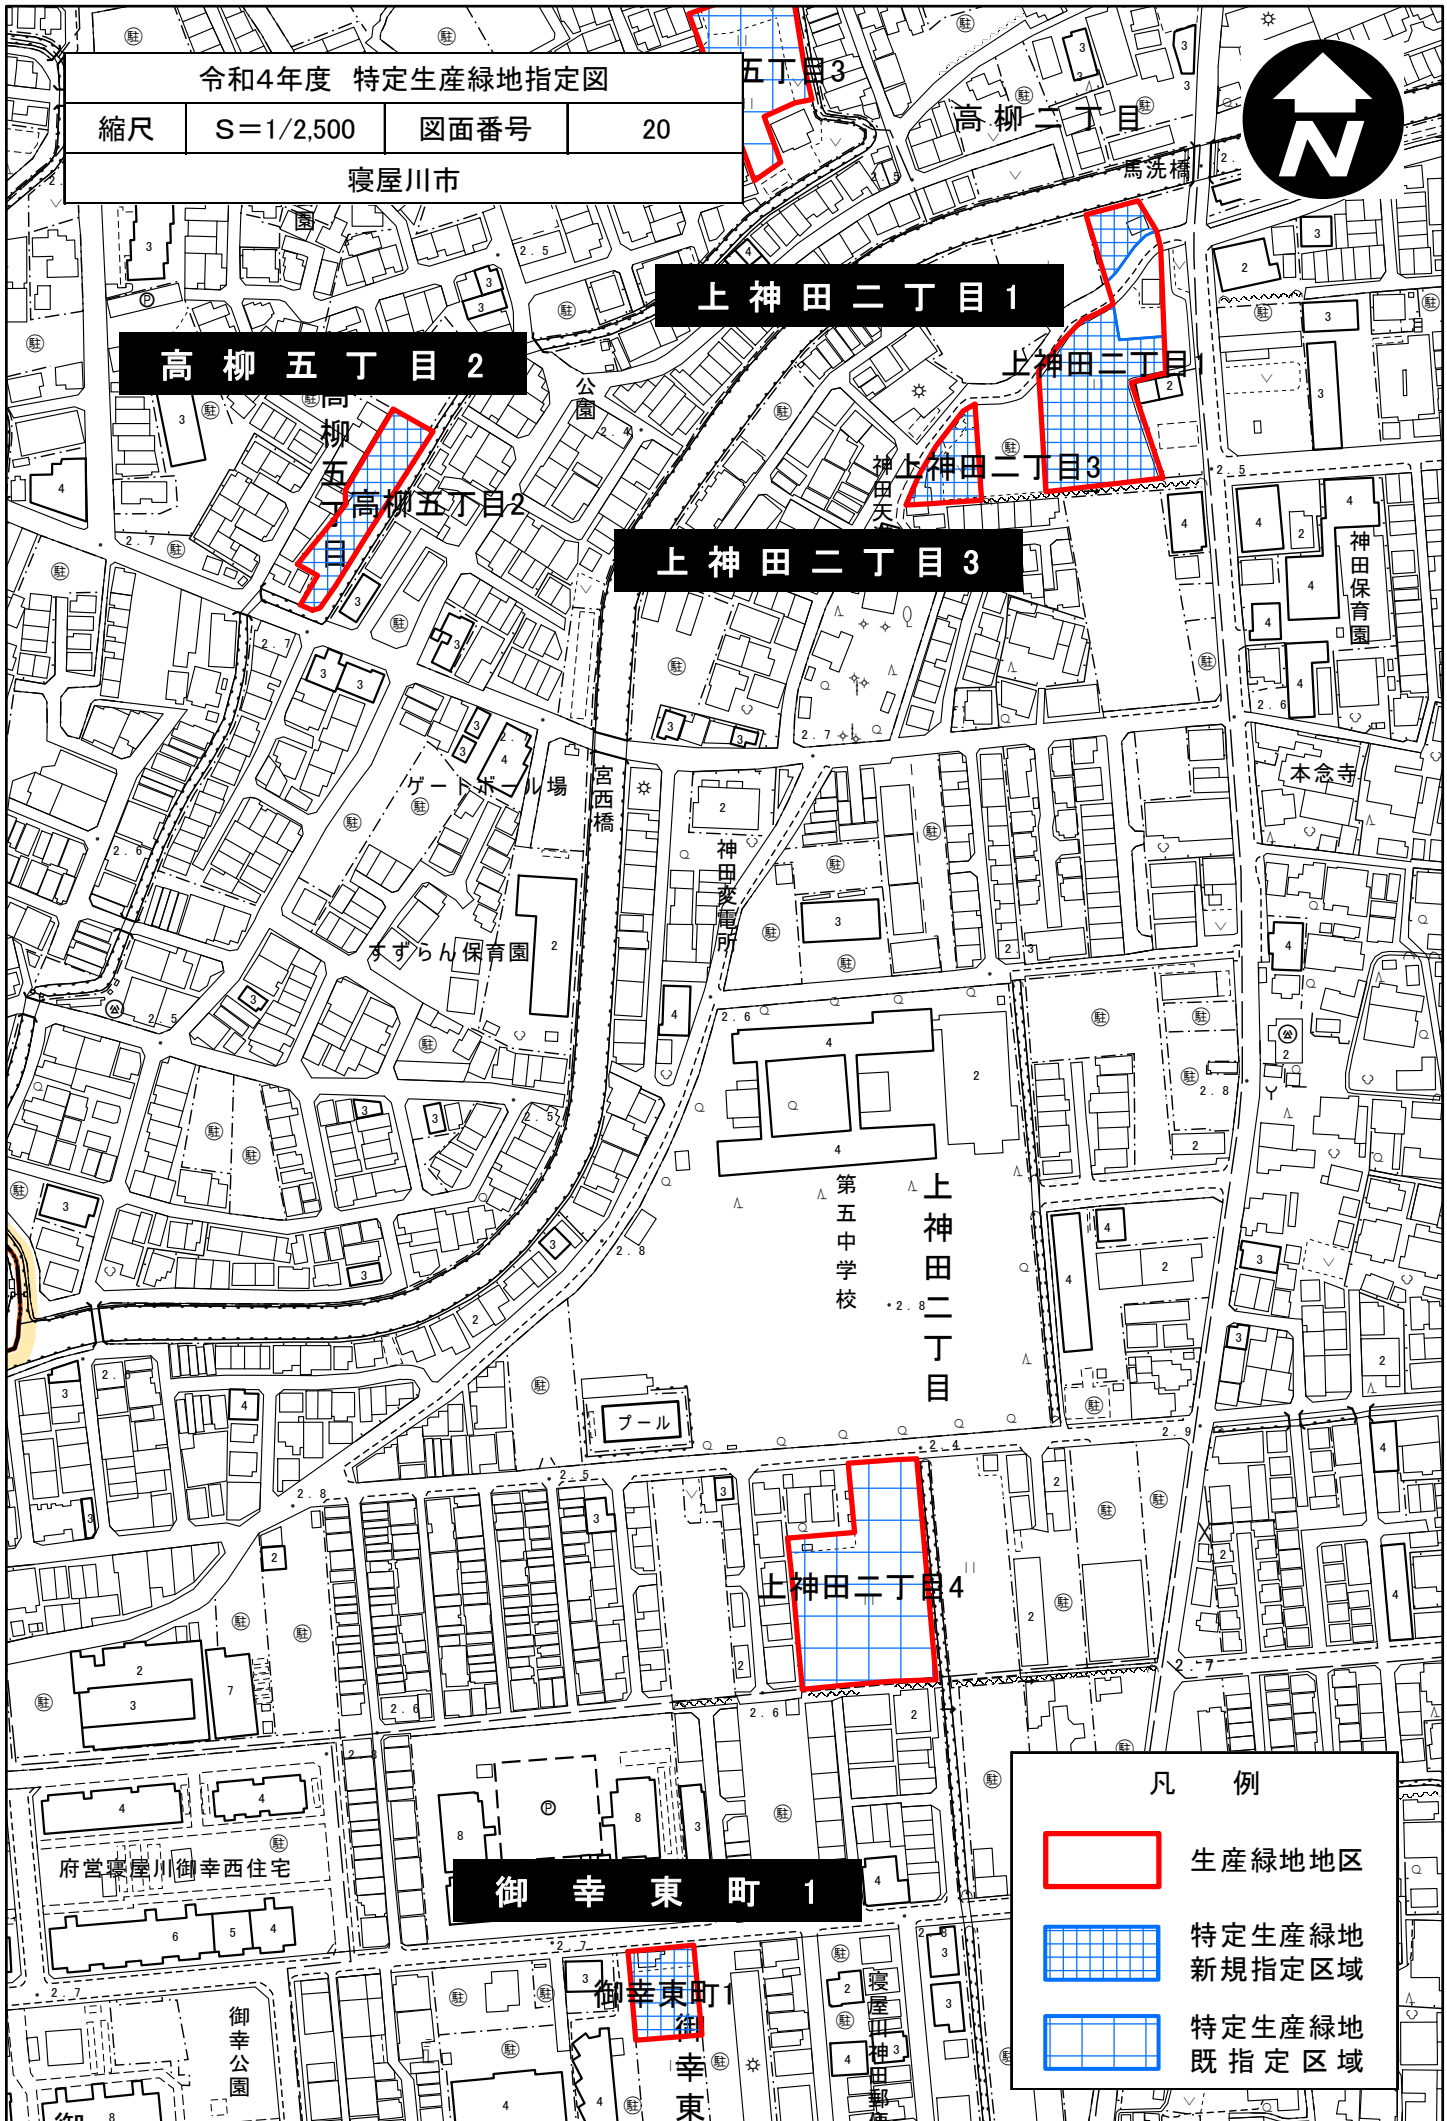 令和4年度 特定生産緑地指定図
縮尺 S=1/2,500 図面番号 20
寝屋川市
五丁目3
高柳二丁目
馬洗橋
N
園
上神田二丁目1
高柳五丁目2
公園
上神田二丁目1
高柳五丁目
高柳五丁目2
上神田二丁目3
神田天
上神田二丁目3
神田保育園
本念寺
ゲートボール場
宮西橋
神田変電所
すずらん保育園
第五中学校
上神田二丁目
プール
上神田二丁目4
府営寝屋川御幸西住宅
御幸東町1
御幸東町1
御幸東
御幸公園
寝屋川神田郵便
凡例
生産緑地地区
特定生産緑地
新規指定区域
特定生産緑地
既指定区域